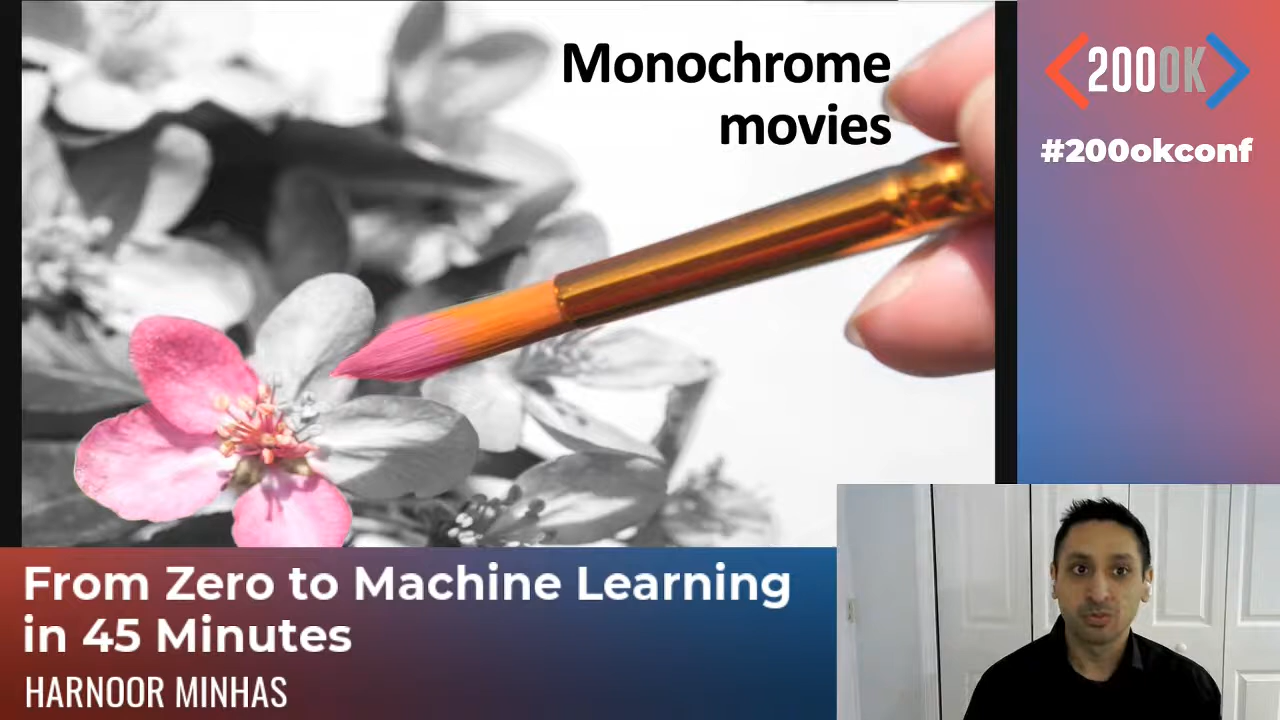 Monochrome
movies
<200OK>
#200okconf
From Zero to Machine Learning
in 45 Minutes
HARNOOR MINHAS